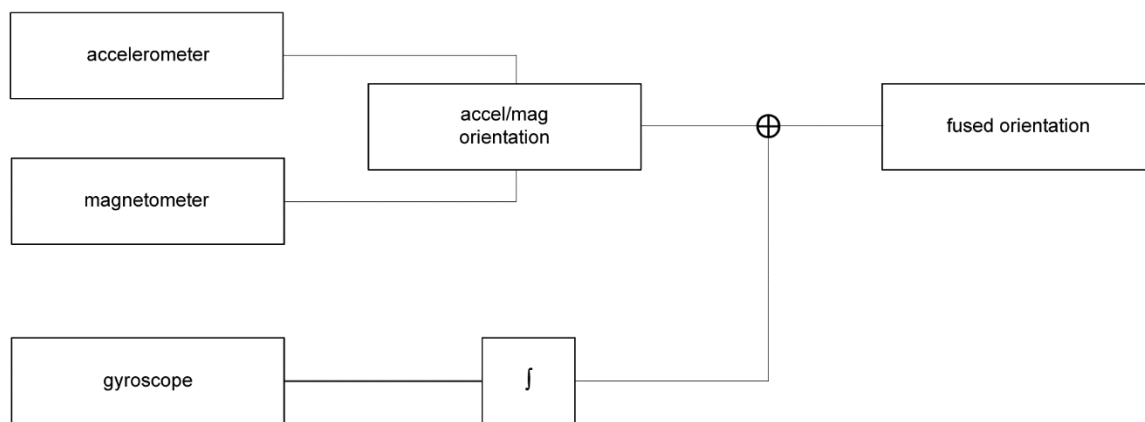 accelerometer
accel/mag
orientation
fused orientation
magnetometer
gyroscope
∫